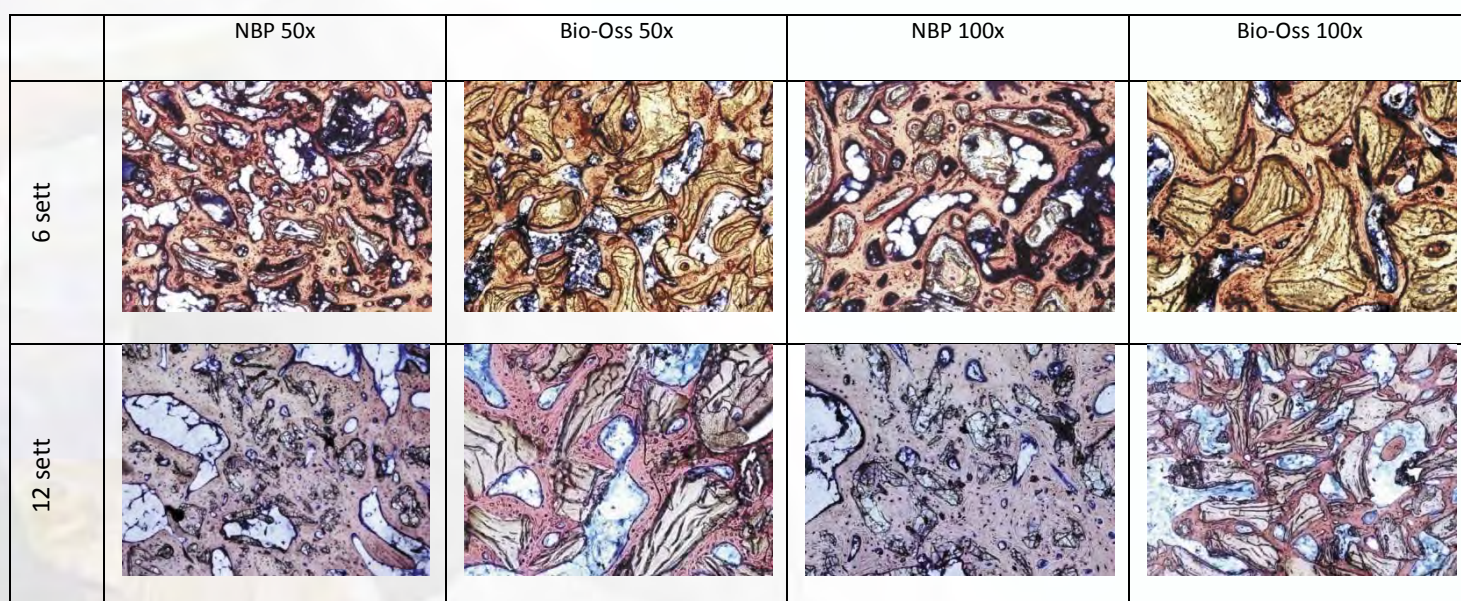 NBP 50x
Bio-Oss 50x
NBP 100x
Bio-Oss 100x
6 sett
12 sett